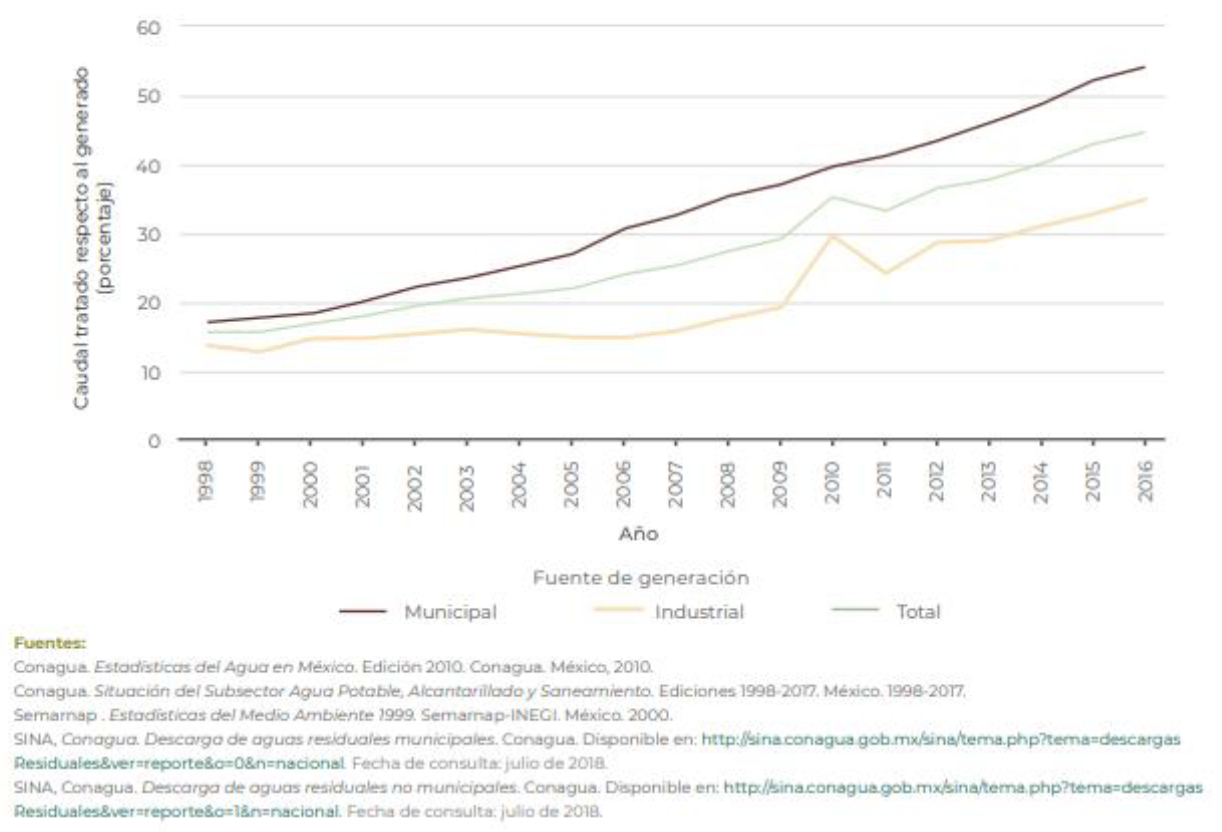 60
50
40
30
20
10
0
Caudal tratado respecto al generado
(porcentaje)
1998
1999
2000
2001
2002
2003
2004
2005
2006
2007
2008
2009
2010
2011
2012
2013
2014
2015
2016
Año
Fuente de generación
Municipal
Industrial
Total
Fuentes:
Conagua. Estadísticas del Agua en México. Edición 2010. Conagua. México, 2010.
Conagua. Situación del Subsector Agua Potable, Alcantarillado y Saneamiento. Ediciones 1998-2017. México. 1998-2017.
Semarnap . Estadísticas del Medio Ambiente 1999. Semarnap-INEGI. México. 2000.
SINA, Conagua. Descarga de aguas residuales municipales. Conagua. Disponible en: http://sina.conagua.gob.mx/sina/tema.php?tema=descargas
Residuales&ver=reporte&o=0&n=nacional. Fecha de consulta: julio de 2018.
SINA, Conagua. Descarga de aguas residuales no municipales. Conagua. Disponible en: http://sina.conagua.gob.mx/sina/tema.php?tema=descargas
Residuales&ver=reporte&o=1&n=nacional. Fecha de consulta: julio de 2018.